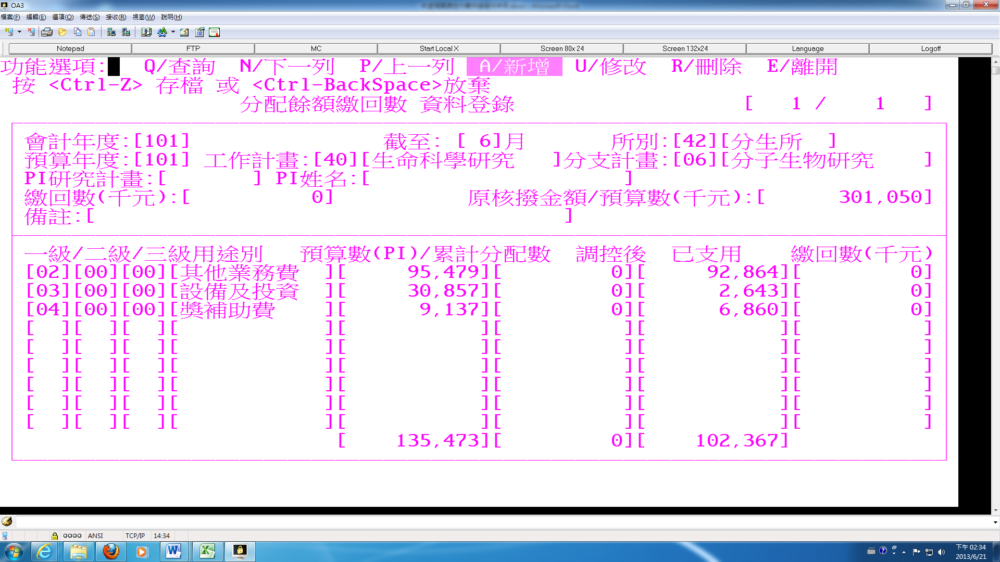 OA3
檔案(F) 編輯(E) 選項(O) 傳送(S) 接收(R) 視窗(W) 說明(H)
Notepad FTP MC Start Local X Screen 80x24 Screen 132x24 Language Logoff
功能選項: Q/查詢 N/下一列 P/上一列 A/新增 U/修改 R/刪除 E/離開
按 <Ctrl-Z> 存檔 或 <Ctrl-BackSpace>放棄
分配餘額繳回數 資料登錄 [ 1 / 1 ]
會計年度:[101] 截至: [ 6]月 所別:[42][分生所 ]
預算年度:[101] 工作計畫:[40][生命科學研究 ]分支計畫:[06][分子生物研究 ]
PI研究計畫:[ ] PI姓名:[ ]
繳回數(千元):[ 0] 原核撥金額/預算數(千元):[ 301,050]
備註:[ ]
一級/二級/三級用途別 預算數(PI)/累計分配數 調控後 已支用 繳回數(千元)
[02][00][00][其他業務費 ][ 95,479][ 0][ 92,864][ 0]
[03][00][00][設備及投資 ][ 30,857][ 0][ 2,643][ 0]
[04][00][00][獎補助費 ][ 9,137][ 0][ 6,860][ 0]
[ ][ ][ ][ ][ ][ ][ ][ ]
[ ][ ][ ][ ][ ][ ][ ][ ]
[ ][ ][ ][ ][ ][ ][ ][ ]
[ ][ ][ ][ ][ ][ ][ ][ ]
[ ][ ][ ][ ][ ][ ][ ][ ]
[ ][ ][ ][ ][ ][ ][ ][ ]
[ 135,473][ 0][ 102,367]
ANSI TCP/IP 14:34
下午 02:34
2013/6/21